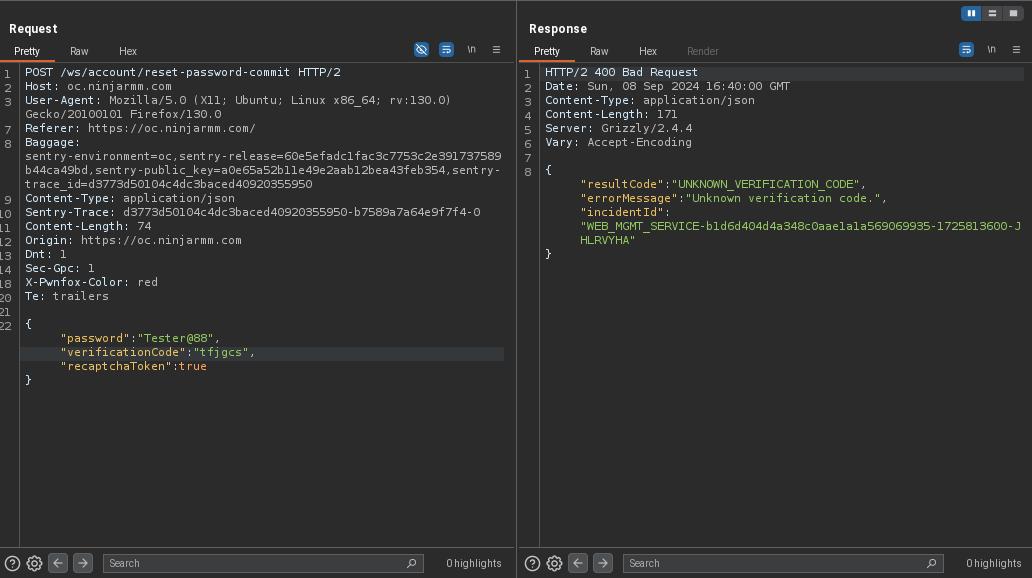 Request
Pretty Raw Hex
\n
1 POST /ws/account/reset-password-commit HTTP/2
2 Host: oc.ninjarmm.com
3 User-Agent: Mozilla/5.0 (X11; Ubuntu; Linux x86_64; rv:130.0)
Gecko/20100101 Firefox/130.0
7 Referer: https://oc.ninjarmm.com/
8 Baggage:
sentry-environment=oc,sentry-release=60e5efadc1fac3c7753c2e391737589
b44ca49bd,sentry-public_key=a0e65a52b11e49e2aab12bea43feb354,sentry-
trace_id=d3773d50104c4dc3baced40920355950
9 Content-Type: application/json
10 Sentry-Trace: d3773d50104c4dc3baced40920355950-b7589a7a64e9f7f4-0
11 Content-Length: 74
12 Origin: https://oc.ninjarmm.com
13 Dnt: 1
14 Sec-Gpc: 1
18 X-Pwnfox-Color: red
20 Te: trailers
21
22 {
"password":"Tester@88",
"verificationCode":"tfjgcs",
"recaptchaToken":true
}
Search
0 highlights
Response
Pretty Raw Hex Render
\n
1 HTTP/2 400 Bad Request
2 Date: Sun, 08 Sep 2024 16:40:00 GMT
3 Content-Type: application/json
4 Content-Length: 171
5 Server: Grizzly/2.4.4
6 Vary: Accept-Encoding
7
8 {
"resultCode":"UNKNOWN_VERIFICATION_CODE",
"errorMessage":"Unknown verification code.",
"incidentId":
"WEB_MGMT_SERVICE-b1d6d404d4a348c0aae1a1a569069935-1725813600-J
HLRVYHA"
}
Search
0 highlights